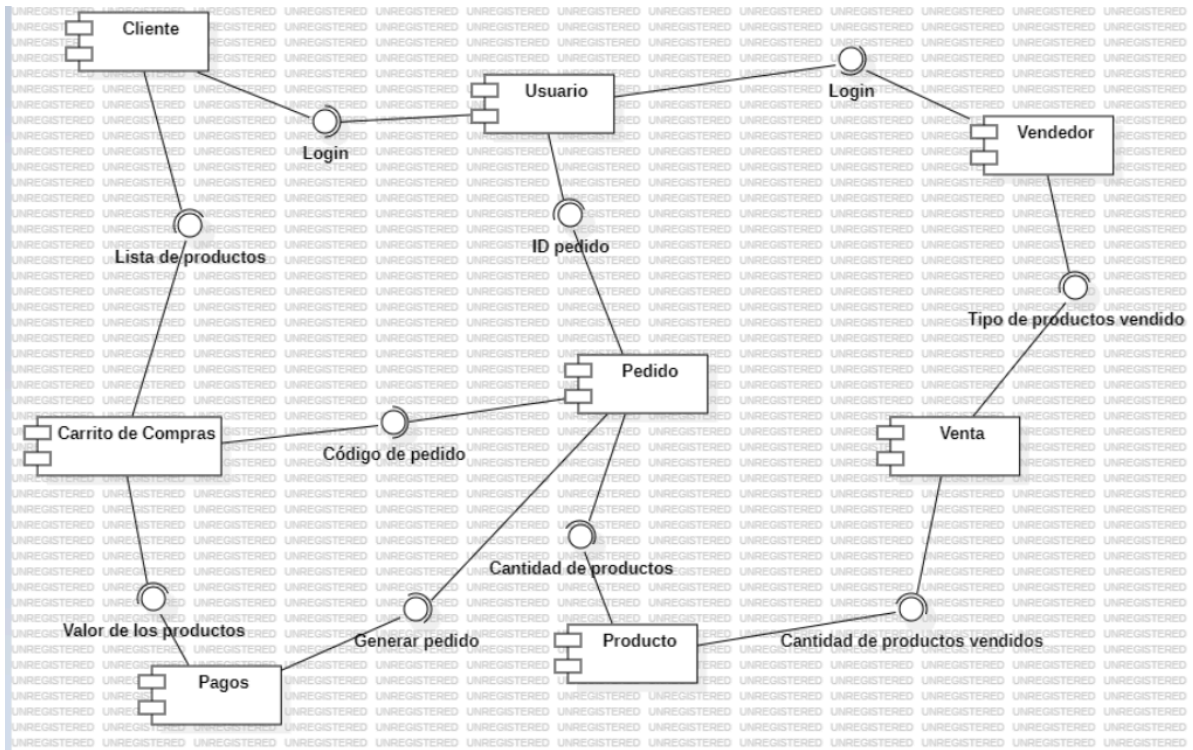 Cliente
Usuario
Login
Vendedor
Login
ID pedido
Lista de productos
Tipo de productos vendido
Pedido
Carrito de Compras
Venta
Código de pedido
Cantidad de productos
Valor de los productos
Generar pedido
Producto
Cantidad de productos vendidos
Pagos
UNREGISTERED